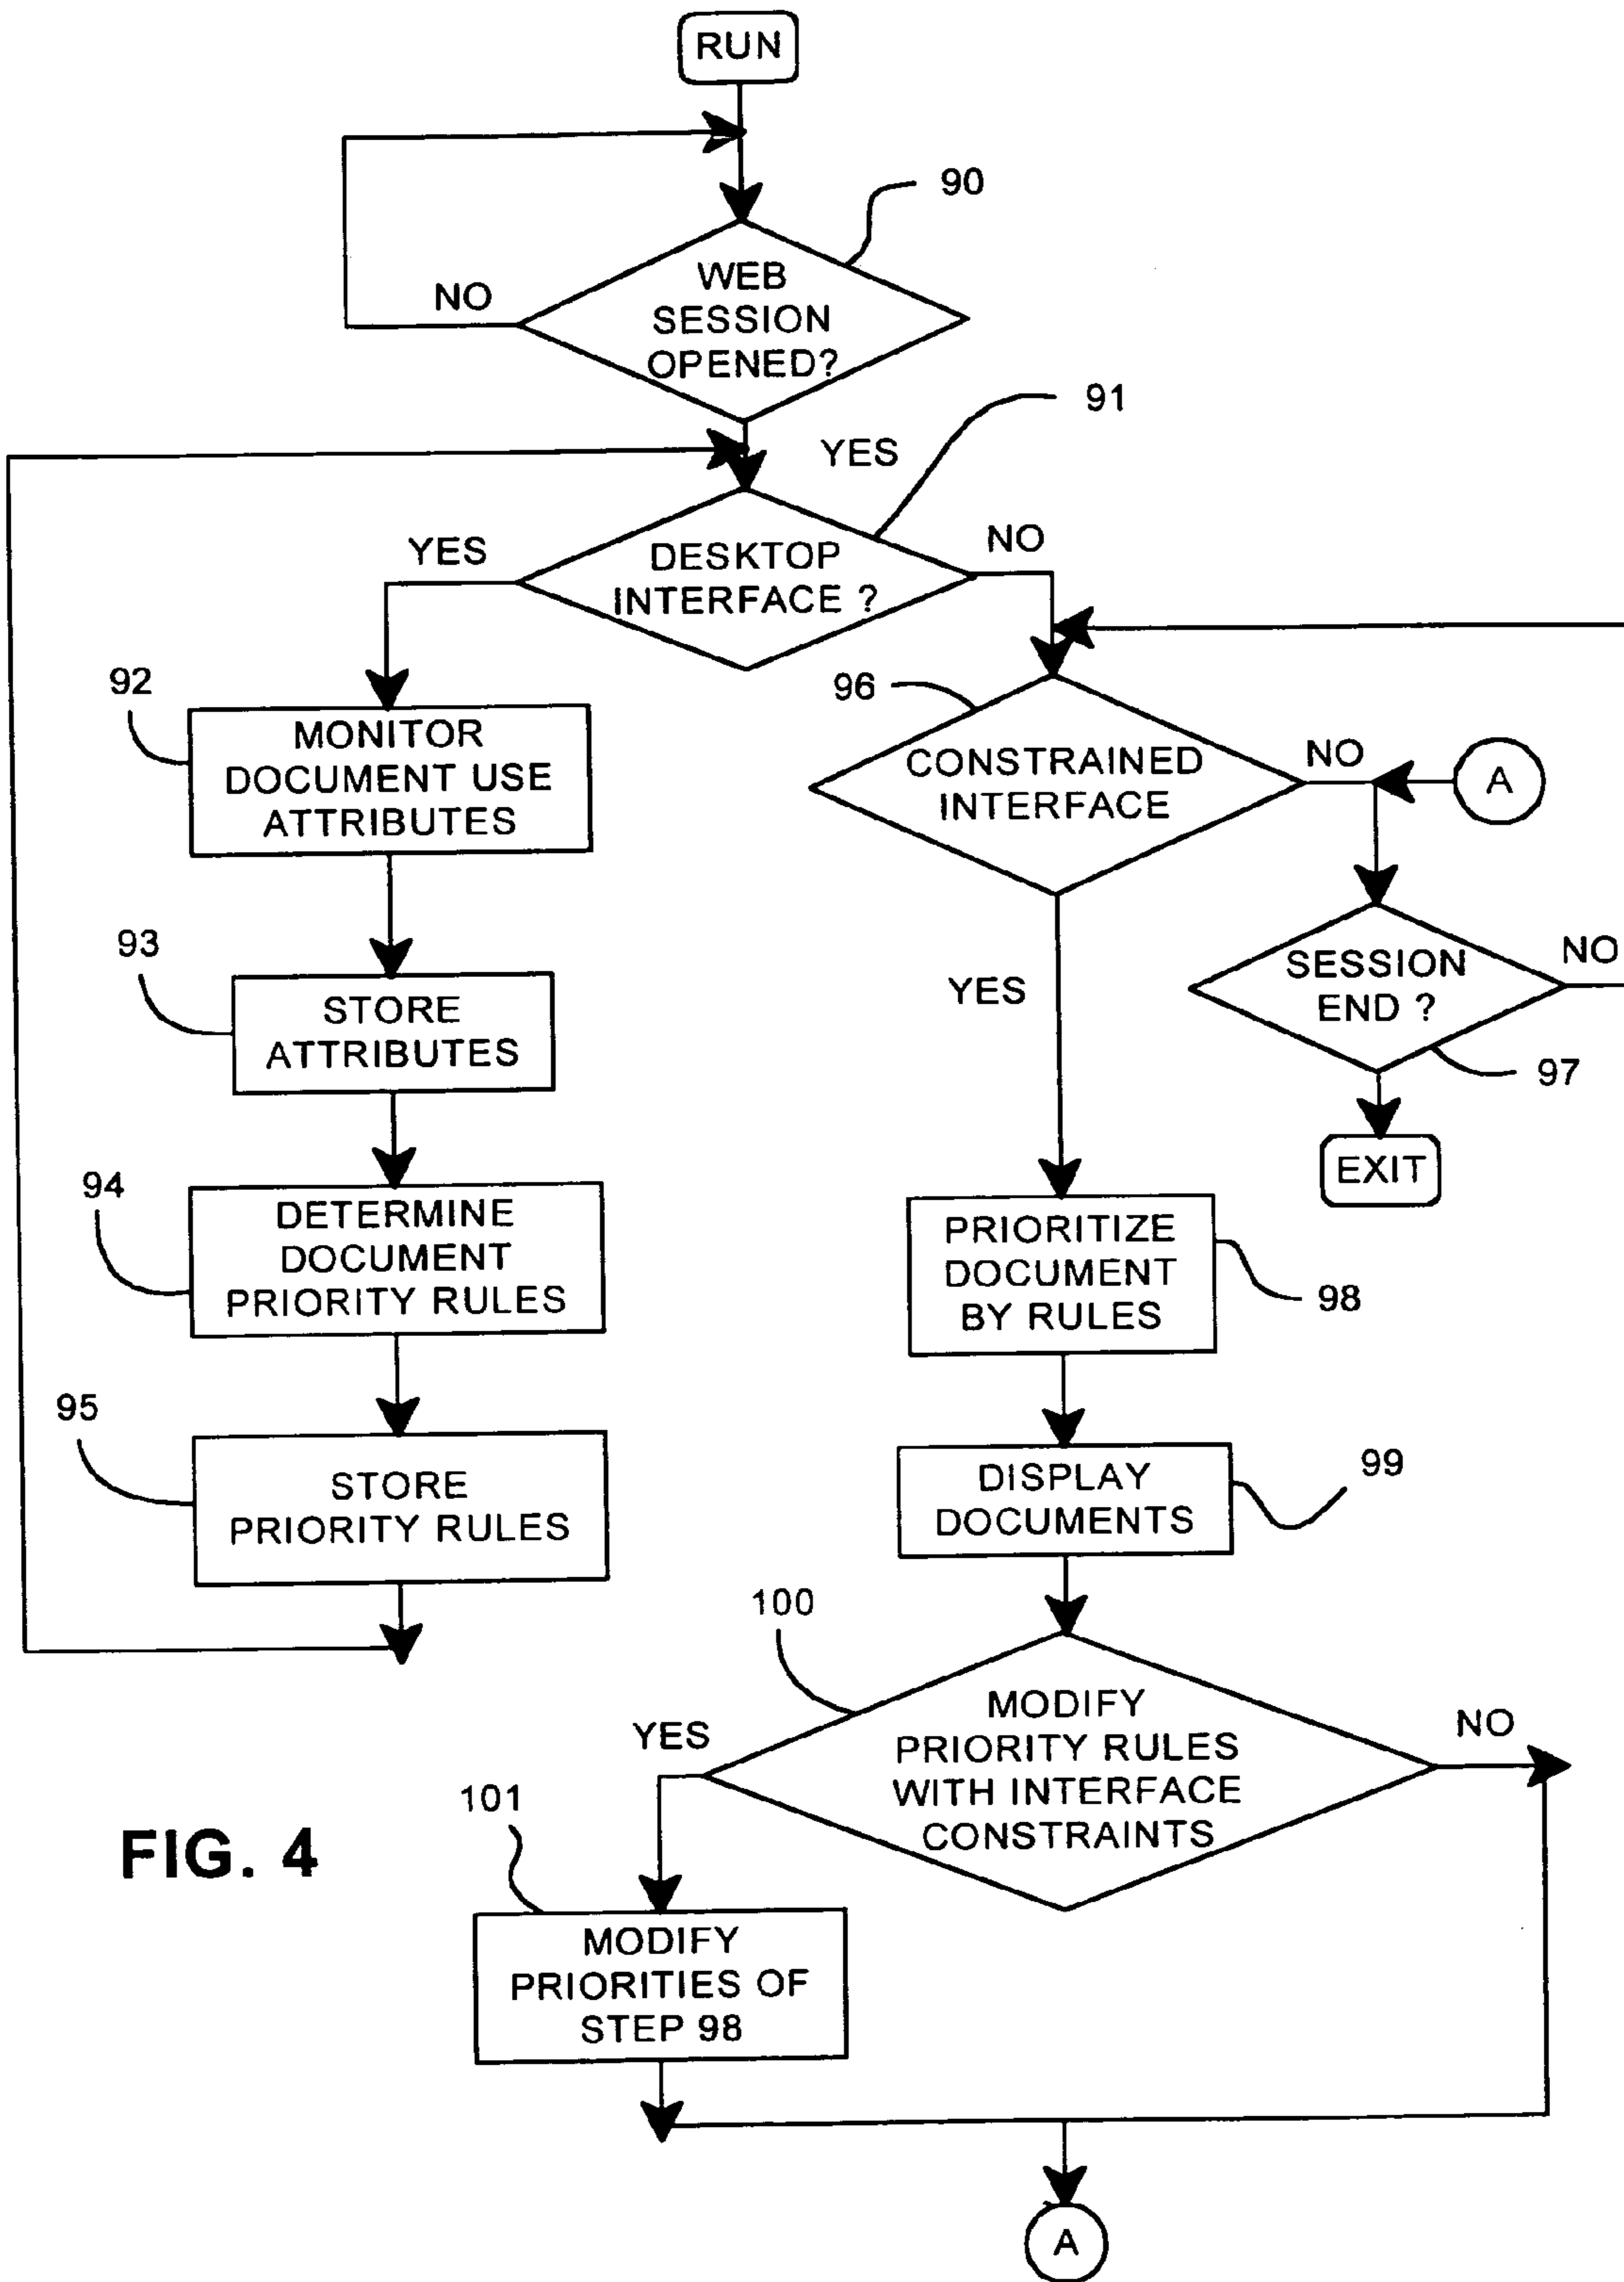 RUN
90
WEB
SESSION
OPENED?
NO
91
YES
YES
DESKTOP
INTERFACE ?
NO
92
MONITOR
DOCUMENT USE
ATTRIBUTES
96
CONSTRAINED
INTERFACE
NO
A
93
STORE
ATTRIBUTES
YES
SESSION
END ?
NO
97
EXIT
94
DETERMINE
DOCUMENT
PRIORITY RULES
PRIORITIZE
DOCUMENT
BY RULES
98
95
STORE
PRIORITY RULES
DISPLAY
DOCUMENTS
99
100
MODIFY
PRIORITY RULES
WITH INTERFACE
CONSTRAINTS
YES
NO
101
FIG. 4
MODIFY
PRIORITIES OF
STEP 98
A